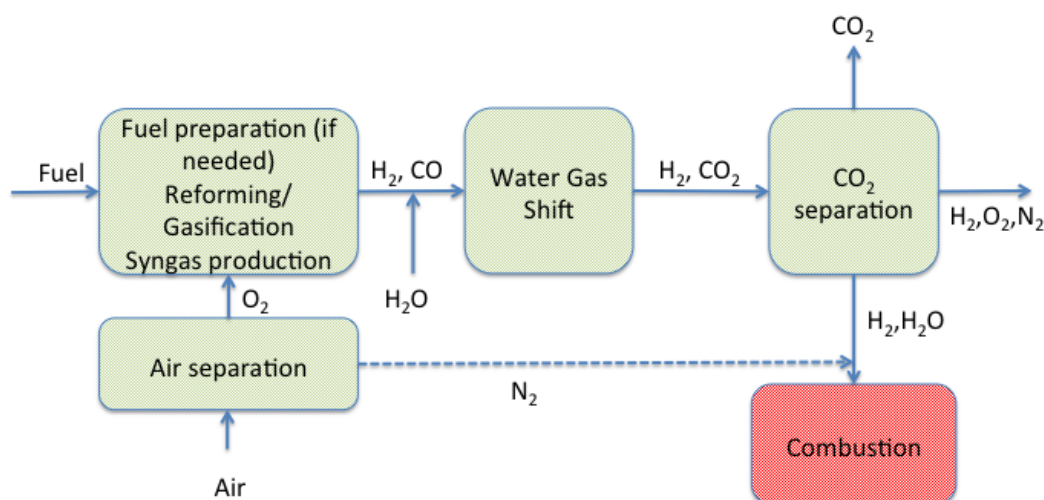 CO₂
Fuel
Fuel preparation (if
needed)
Reforming/
Gasification
Syngas production
H₂, CO
Water Gas
Shift
H₂, CO₂
CO₂
separation
H₂,O₂,N₂
O₂
H₂O
H₂,H₂O
Air separation
N₂
Combustion
Air